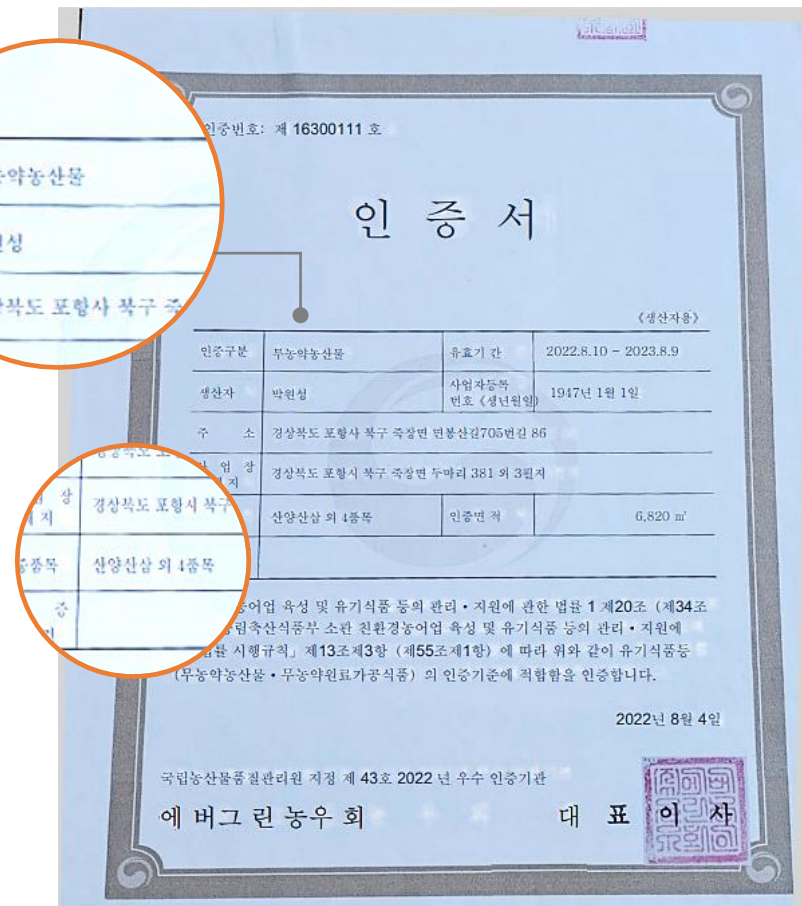 인증번호: 제 16300111 호
인 증 서
《생산자용》
인증구분 무농약농산물 유효기 간 2022.8.10 - 2023.8.9
생산자 박원성 사업자등록 번호《생년월일) 1947년 1월 1일
주 소 경상북도 포항사 북구 죽장면 면봉산길705번길 86
업 장 지 경상북도 포항시 북구 죽장면 두마리 381 외 3필지
산양산삼 외 4품목 인증면 적 6,820 ㎡
농어업 육성 및 유기식품 등의 관리・지원에 관한 법률 1 제20조 (제34조
농림축산식품부 소관 친환경농어업 육성 및 유기식품 등의 관리・지원에
법률 시행규칙」제13조제3항 (제55조제1항) 에 따라 위와 같이 유기식품등
(무농약농산물・무농약원료가공식품) 의 인증기준에 적합함을 인증합니다.
2022년 8월 4일
국립농산물품질관리원 지정 제 43호 2022 년 우수 인증기관
에 버그 린 농우 회 대 표 이 사
약농산물
성
상북도 포항사 북구 죽
장
지 경상북도 포항시 북구
품목 산양산삼 외 4품목
증